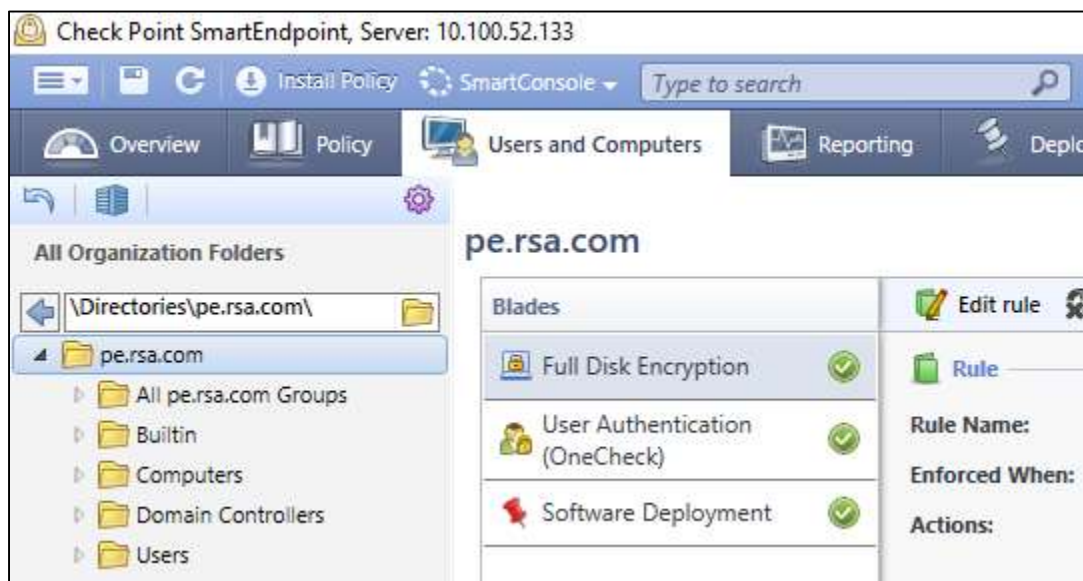 Check Point SmartEndpoint, Server: 10.100.52.133
Install Policy SmartConsole Type to search
Overview Policy Users and Computers Reporting Deplo
All Organization Folders
\Directories\pe.rsa.com\
pe.rsa.com
All pe.rsa.com Groups
Builtin
Computers
Domain Controllers
Users
pe.rsa.com
Blades
Full Disk Encryption
User Authentication
(OneCheck)
Software Deployment
Edit rule
Rule
Rule Name:
Enforced When:
Actions: